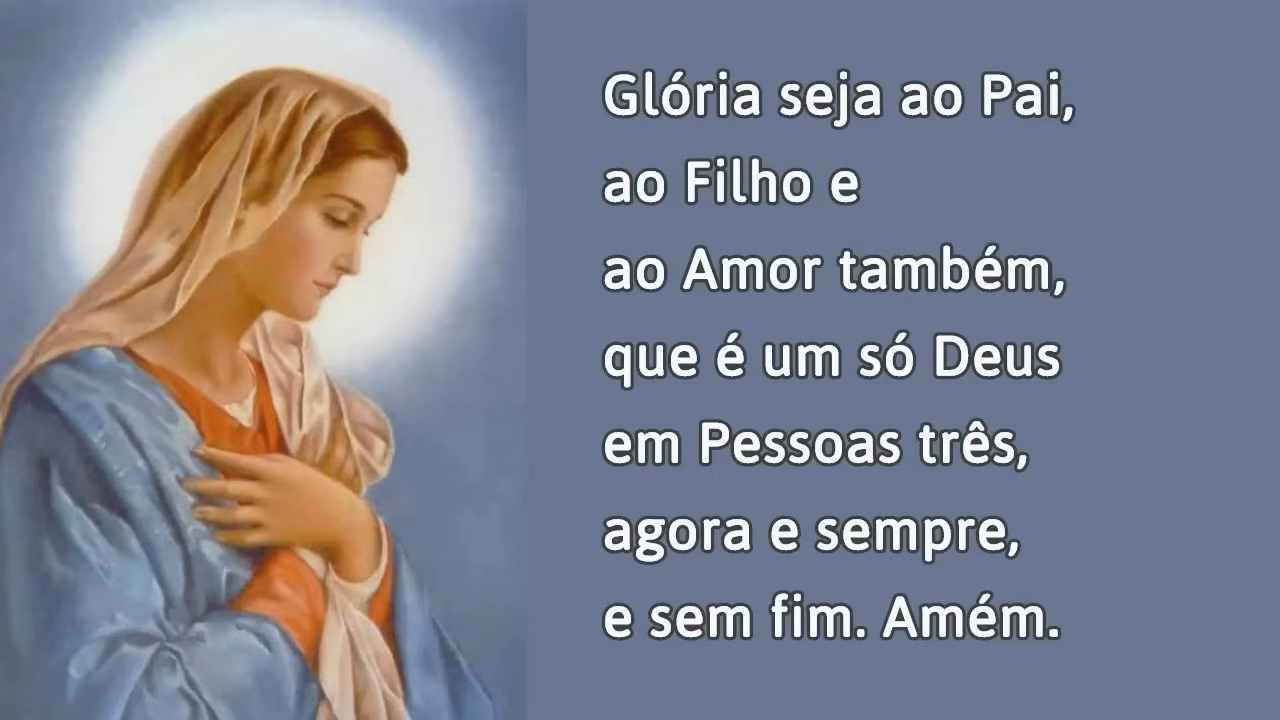 Glória seja ao Pai,
ao Filho e
ao Amor também,
que é um só Deus
em Pessoas três,
agora e sempre,
e sem fim. Amém.